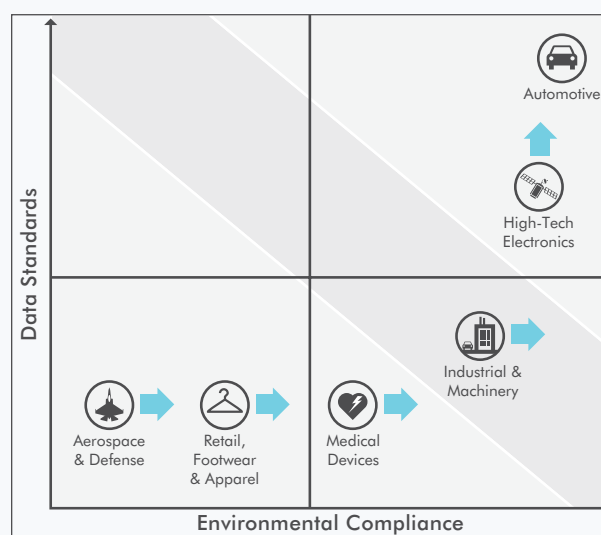 Data Standards
Automotive
High-Tech
Electronics
Industrial &
Machinery
Aerospace
& Defense
Retail,
Footwear
& Apparel
Medical
Devices
Environmental Compliance